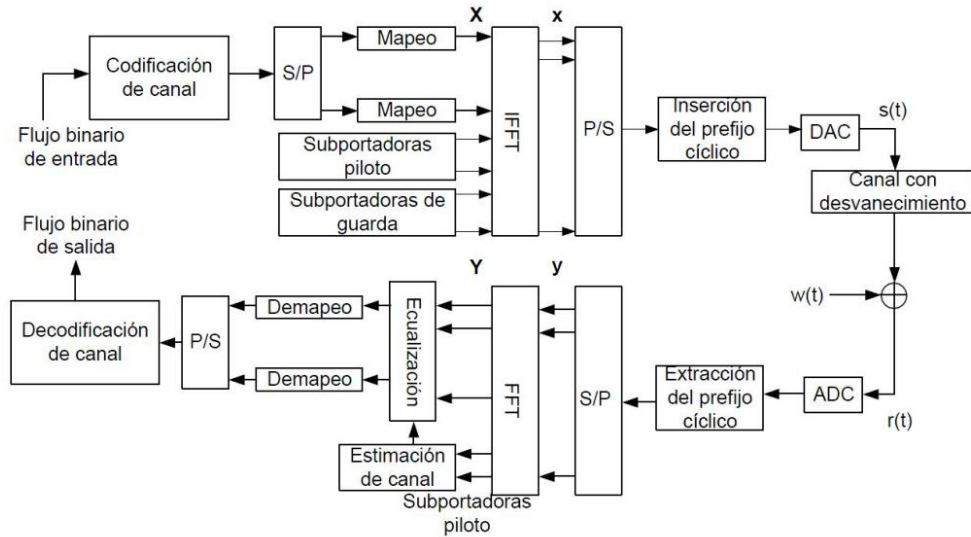 X
x
Codificación
de canal
S/P
Mapeo
Mapeo
Flujo binario
de entrada
Subportadoras
piloto
Subportadoras de
guarda
IFFT
P/S
Inserción
del prefijo
cíclico
DAC
s(t)
Canal con
desvanecimiento
w(t)
Flujo binario
de salida
Y
y
Decodificación
de canal
P/S
Demapeo
Demapeo
Ecualización
FFT
S/P
Extracción
del prefijo
cíclico
ADC
r(t)
Estimación
de canal
Subportadoras
piloto